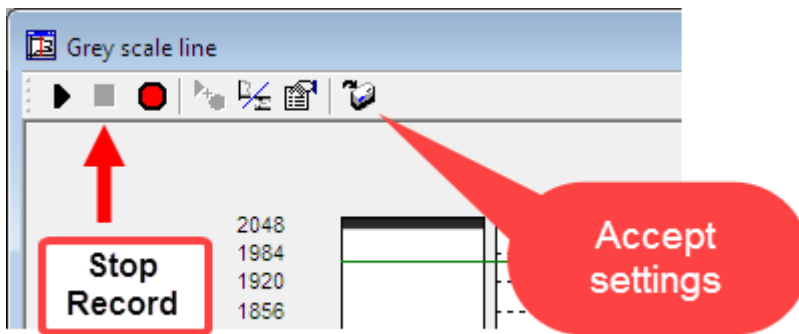 Grey scale line
2048
1984
1920
1856
Stop
Record
Accept
settings